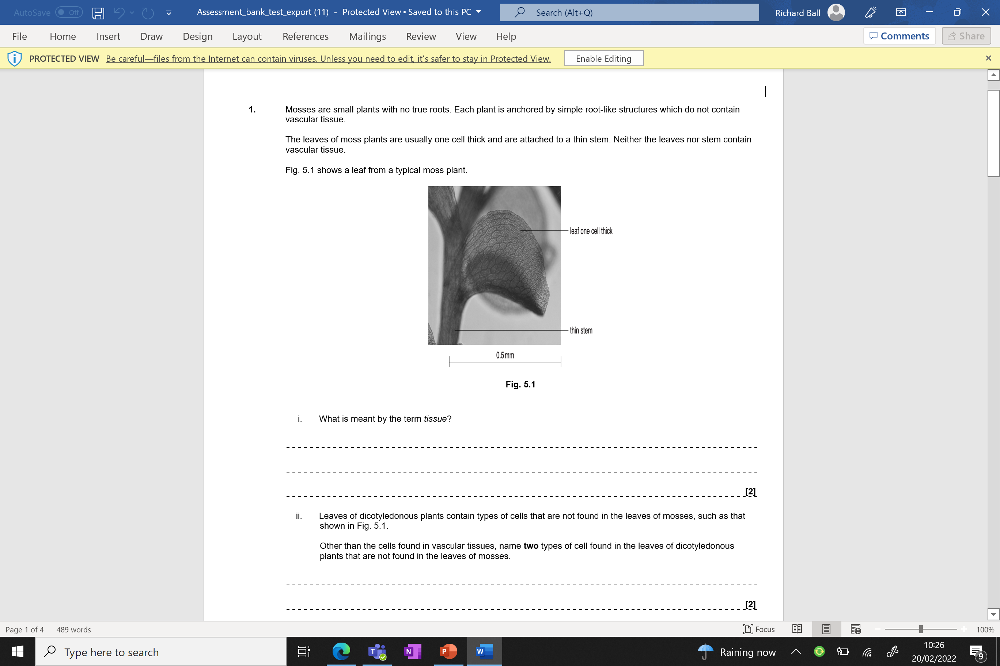 AutoSave Off Assessment_bank_test_export (11) - Protected View • Saved to this PC Search (Alt+Q) Richard Ball
File Home Insert Draw Design Layout References Mailings Review View Help Comments Share
PROTECTED VIEW Be careful—files from the Internet can contain viruses. Unless you need to edit, it's safer to stay in Protected View. Enable Editing
1. Mosses are small plants with no true roots. Each plant is anchored by simple root-like structures which do not contain
vascular tissue.
The leaves of moss plants are usually one cell thick and are attached to a thin stem. Neither the leaves nor stem contain
vascular tissue.
Fig. 5.1 shows a leaf from a typical moss plant.
leaf one cell thick
thin stem
0.5 mm
Fig. 5.1
i. What is meant by the term tissue?
[2]
ii. Leaves of dicotyledonous plants contain types of cells that are not found in the leaves of mosses, such as that
shown in Fig. 5.1.
Other than the cells found in vascular tissues, name two types of cell found in the leaves of dicotyledonous
plants that are not found in the leaves of mosses.
[2]
Page 1 of 4 489 words Focus 100%
Type here to search T N P W Raining now 10:26
20/02/2022 9